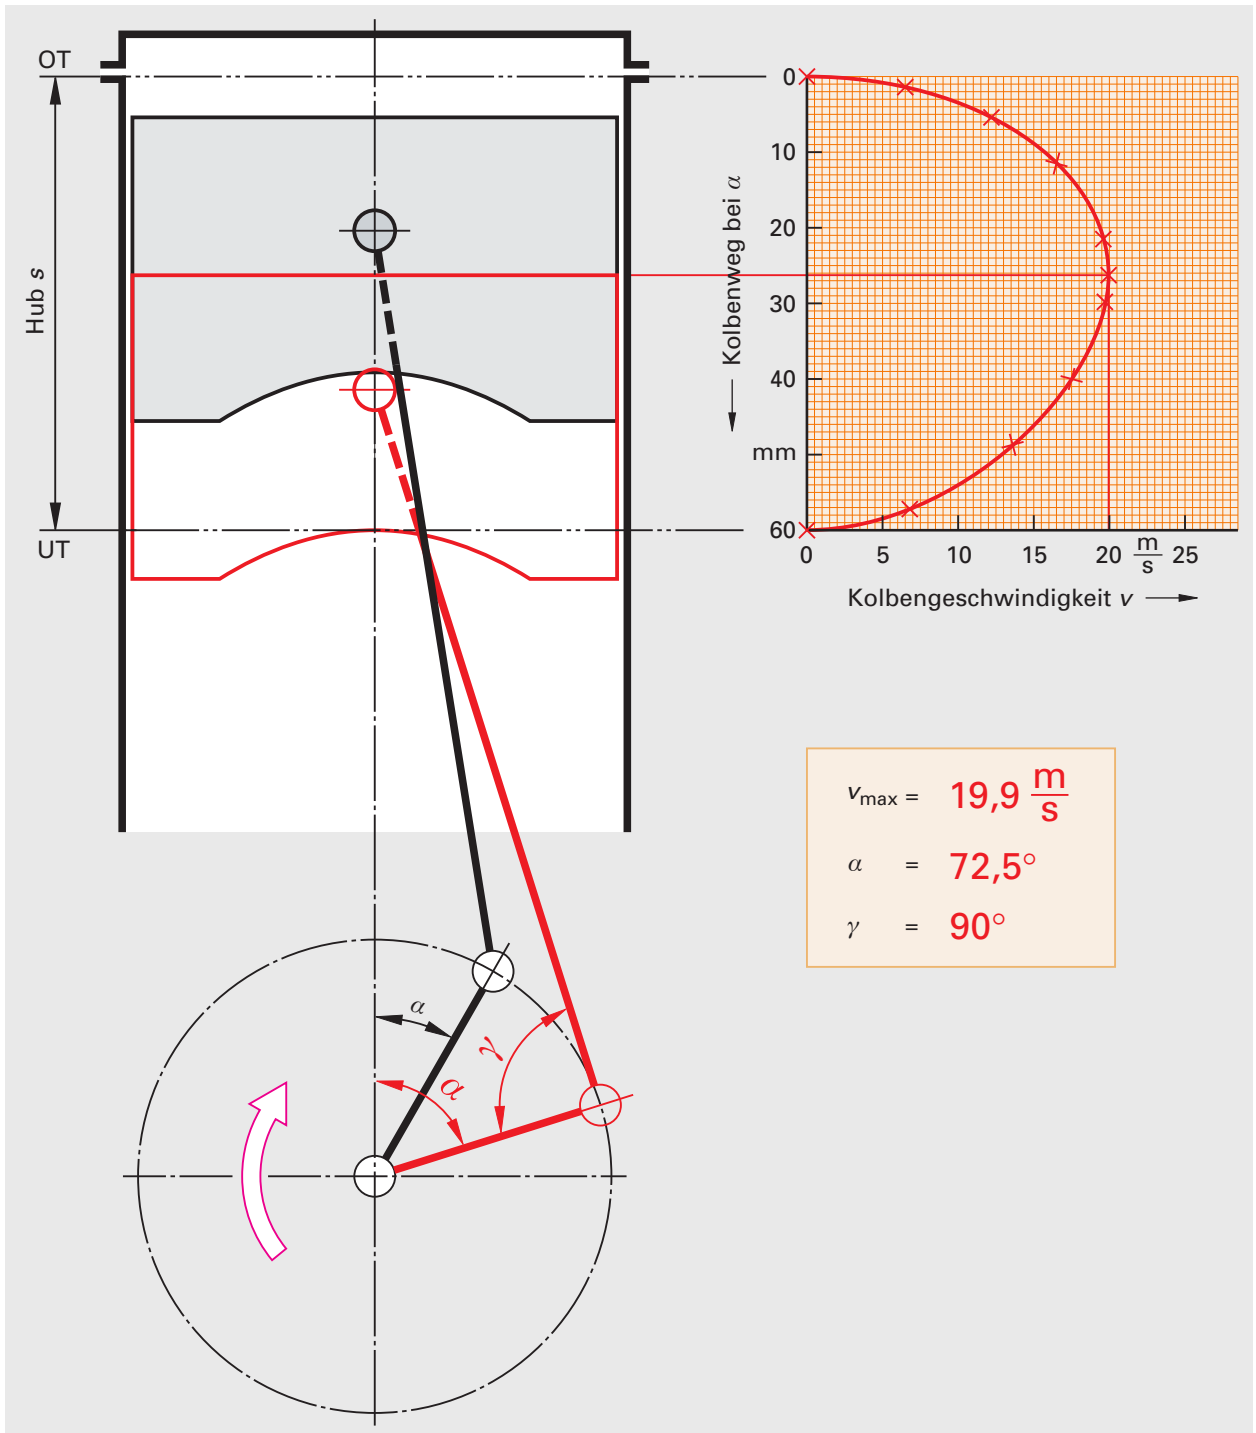 OT
Hub s
UT
Kolbenweg bei α
0
10
20
30
40
mm
60
0 5 10 15 20 m/s 25
Kolbengeschwindigkeit v
vmax = 19,9 m/s
α = 72,5°
γ = 90°
α
γ
α